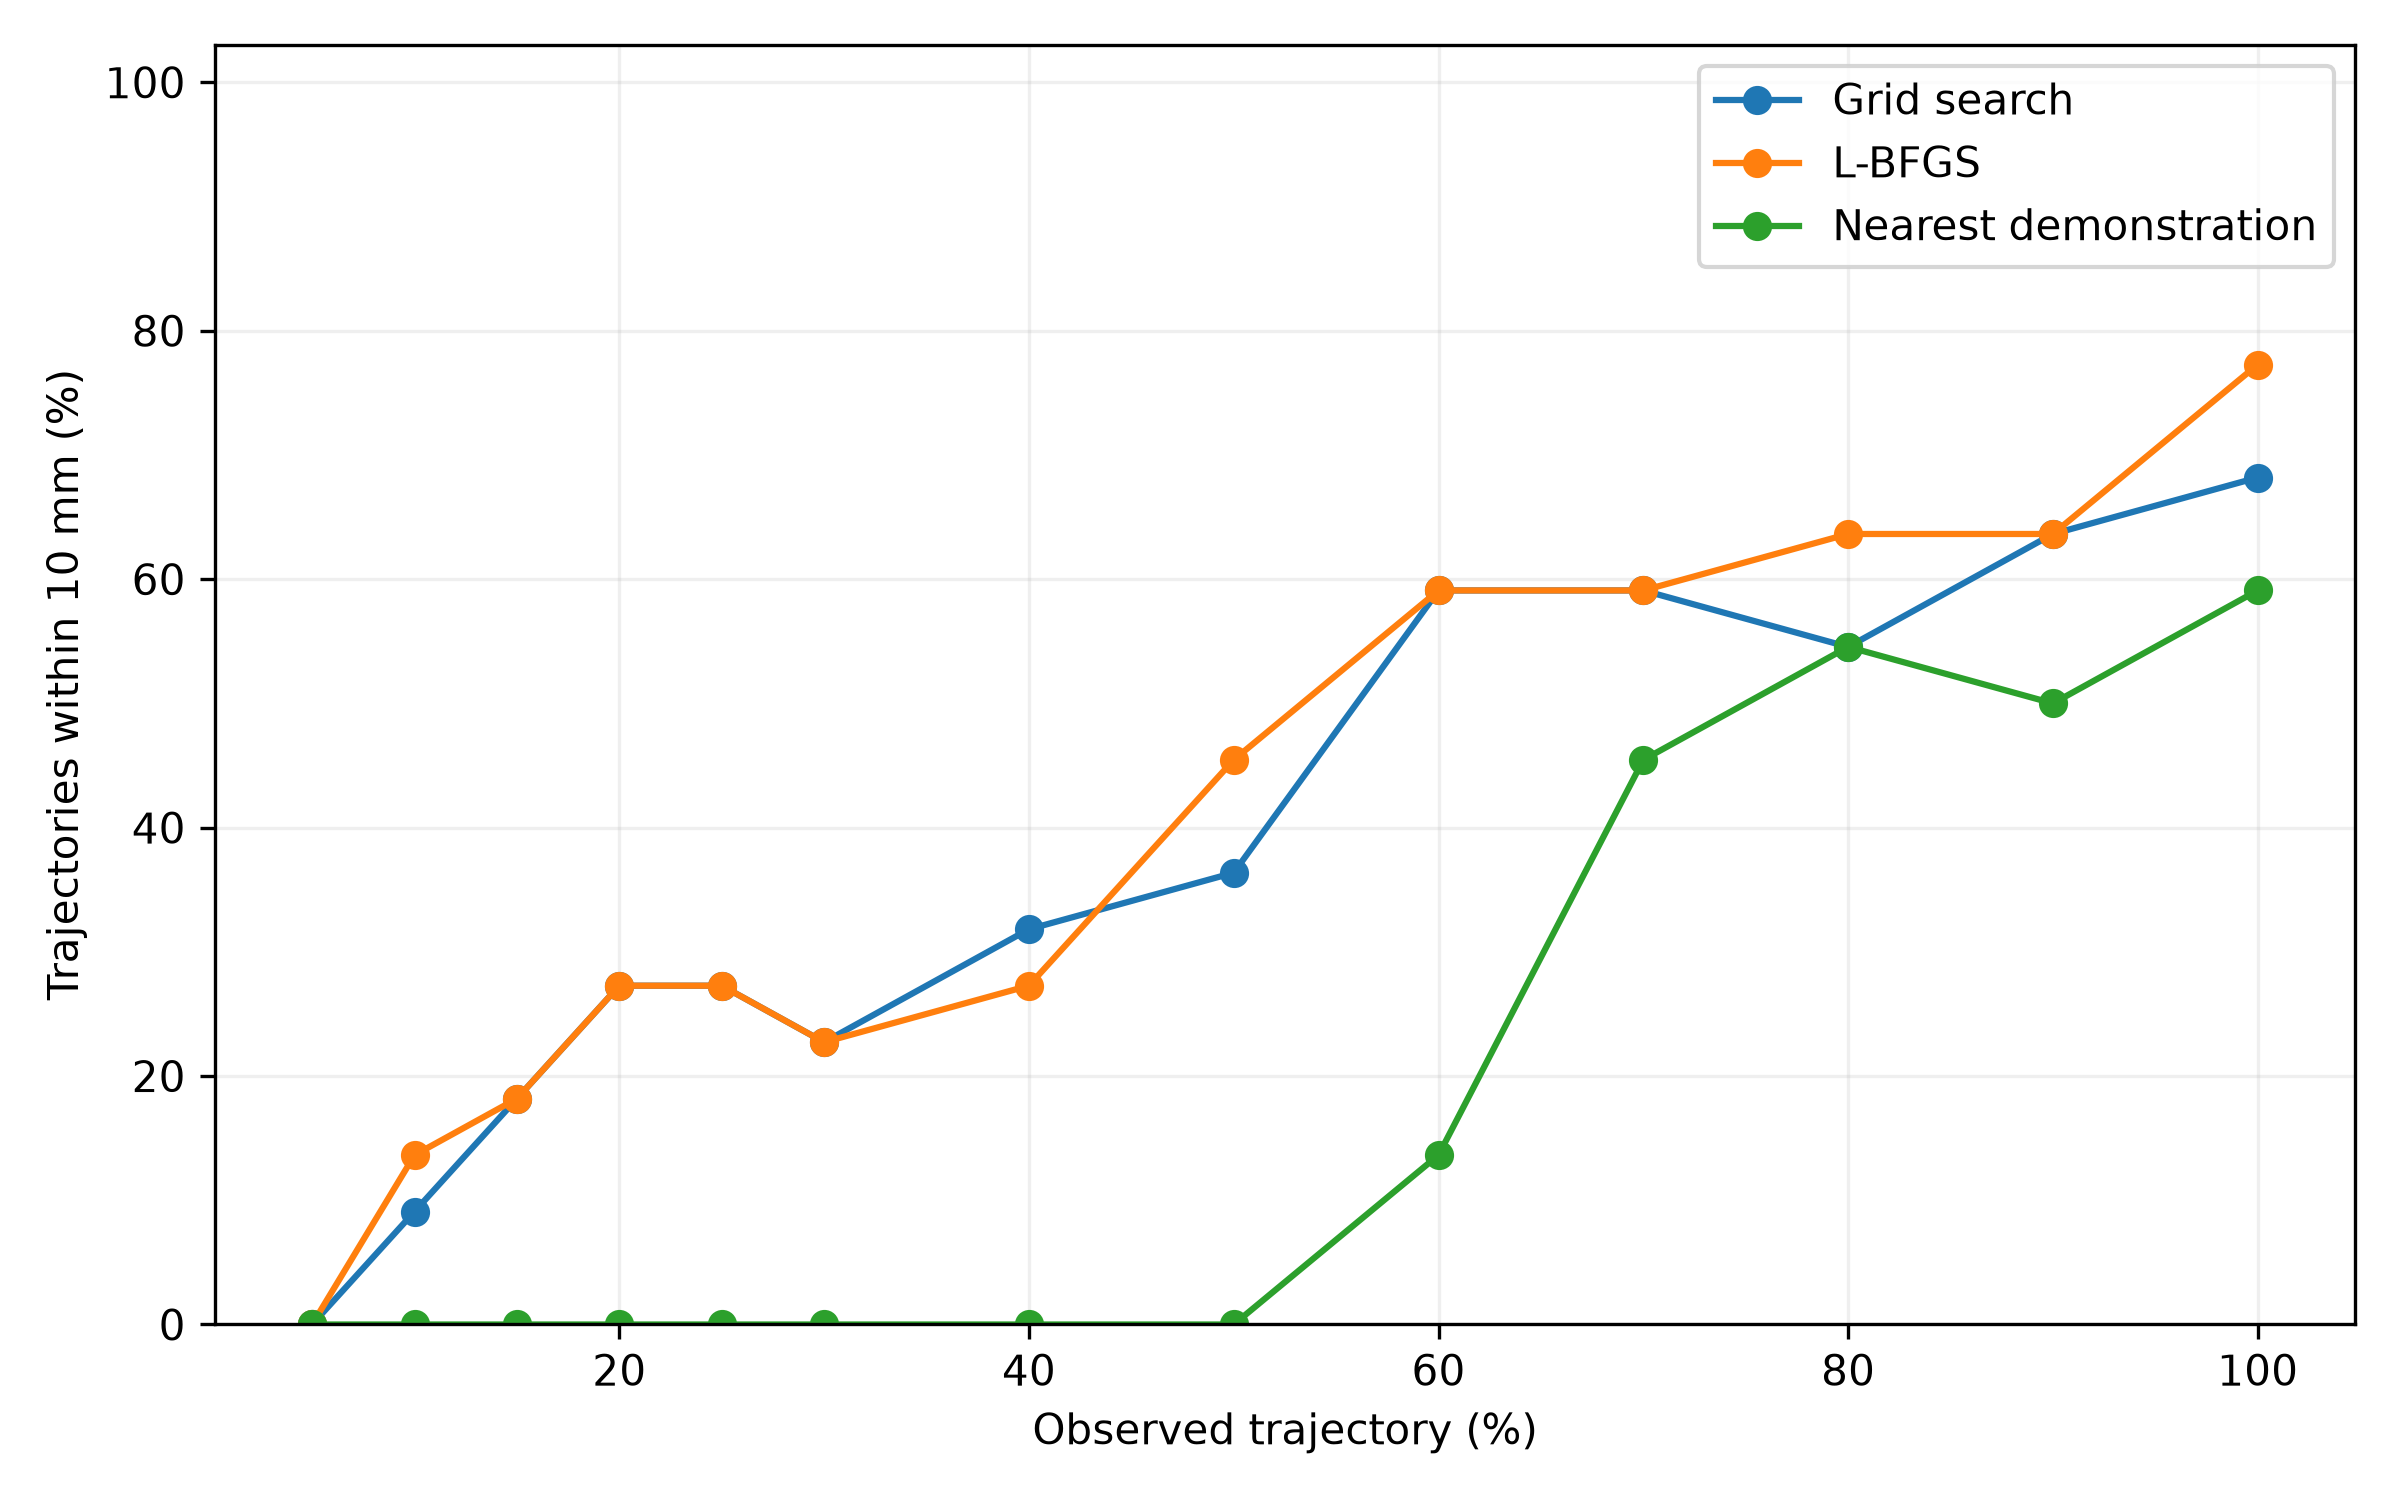 100
80
60
40
20
0
Trajectories within 10 mm (%)
Grid search
L-BFGS
Nearest demonstration
20 40 60 80 100
Observed trajectory (%)